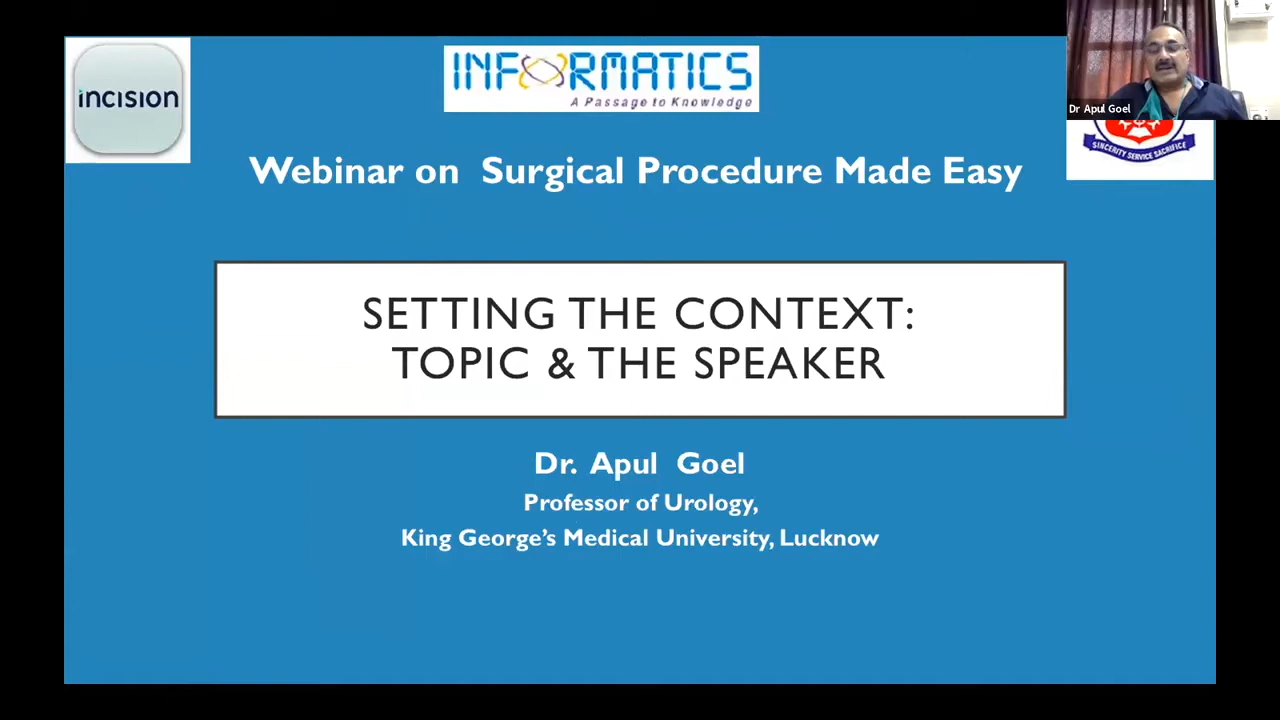 incision
INFORMATICS
A Passage to Knowledge
Dr Apul Goel
SINCERITY SERVICE SACRIFICE
Webinar on Surgical Procedure Made Easy
SETTING THE CONTEXT:
TOPIC & THE SPEAKER
Dr. Apul Goel
Professor of Urology,
King George's Medical University, Lucknow